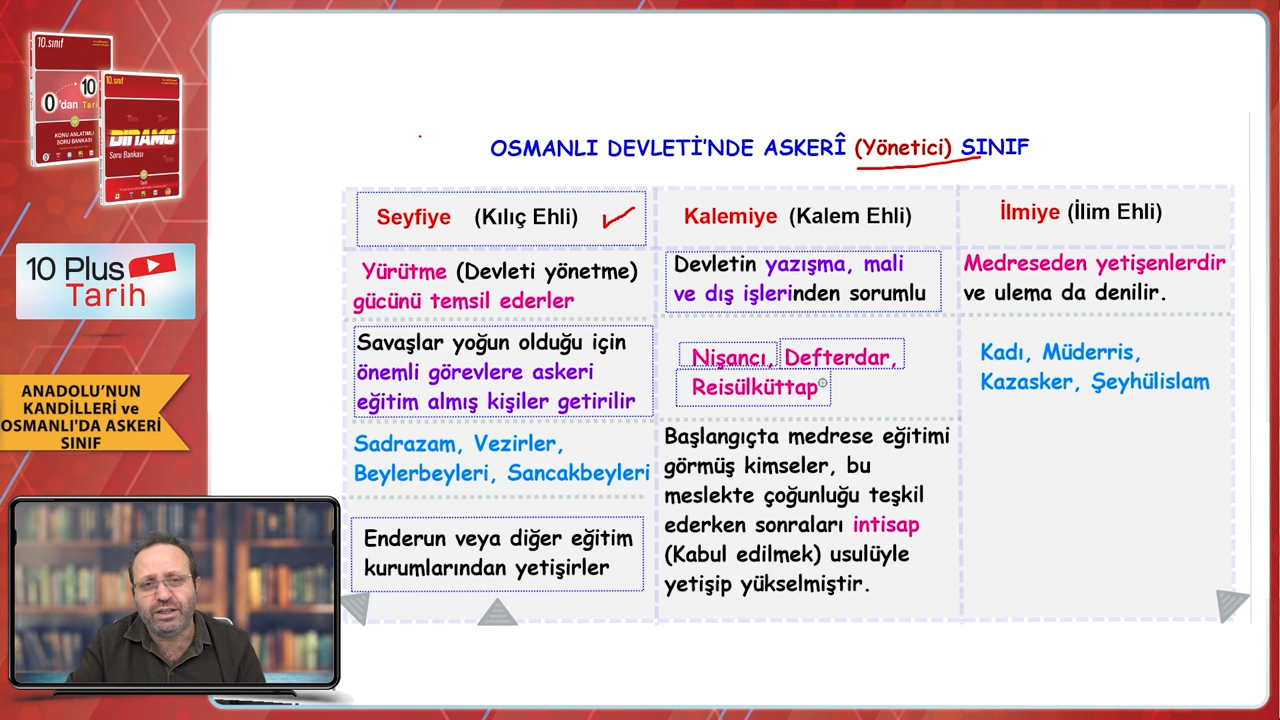 10.sınıf
0'dan 10
Tari
KONU ANLATIMLI
SORU BANKASI
10.sınıf
DINAMO
Soru Bankası
10 Plus
Tarih
ANADOLU’NUN
KANDİLLERİ ve
OSMANLI'DA ASKERİ
SINIF
OSMANLI DEVLETİ’NDE ASKERÎ (Yönetici) SINIF
Seyfiye (Kılıç Ehli)
Yürütme (Devleti yönetme)
gücünü temsil ederler
Savaşlar yoğun olduğu için
önemli görevlere askeri
eğitim almış kişiler getirilir
Sadrazam, Vezirler,
Beylerbeyleri, Sancakbeyleri
Enderun veya diğer eğitim
kurumlarından yetişirler
Kalemiye (Kalem Ehli)
Devletin yazışma, mali
ve dış işlerinden sorumlu
Nişancı, Defterdar,
Reisülküttap
Başlangıçta medrese eğitimi
görmüş kimseler, bu
meslekte çoğunluğu teşkil
ederken sonraları intisap
(Kabul edilmek) usulüyle
yetişip yükselmiştir.
İlmiye (İlim Ehli)
Medreseden yetişenlerdir
ve ulema da denilir.
Kadı, Müderris,
Kazasker, Şeyhülislam